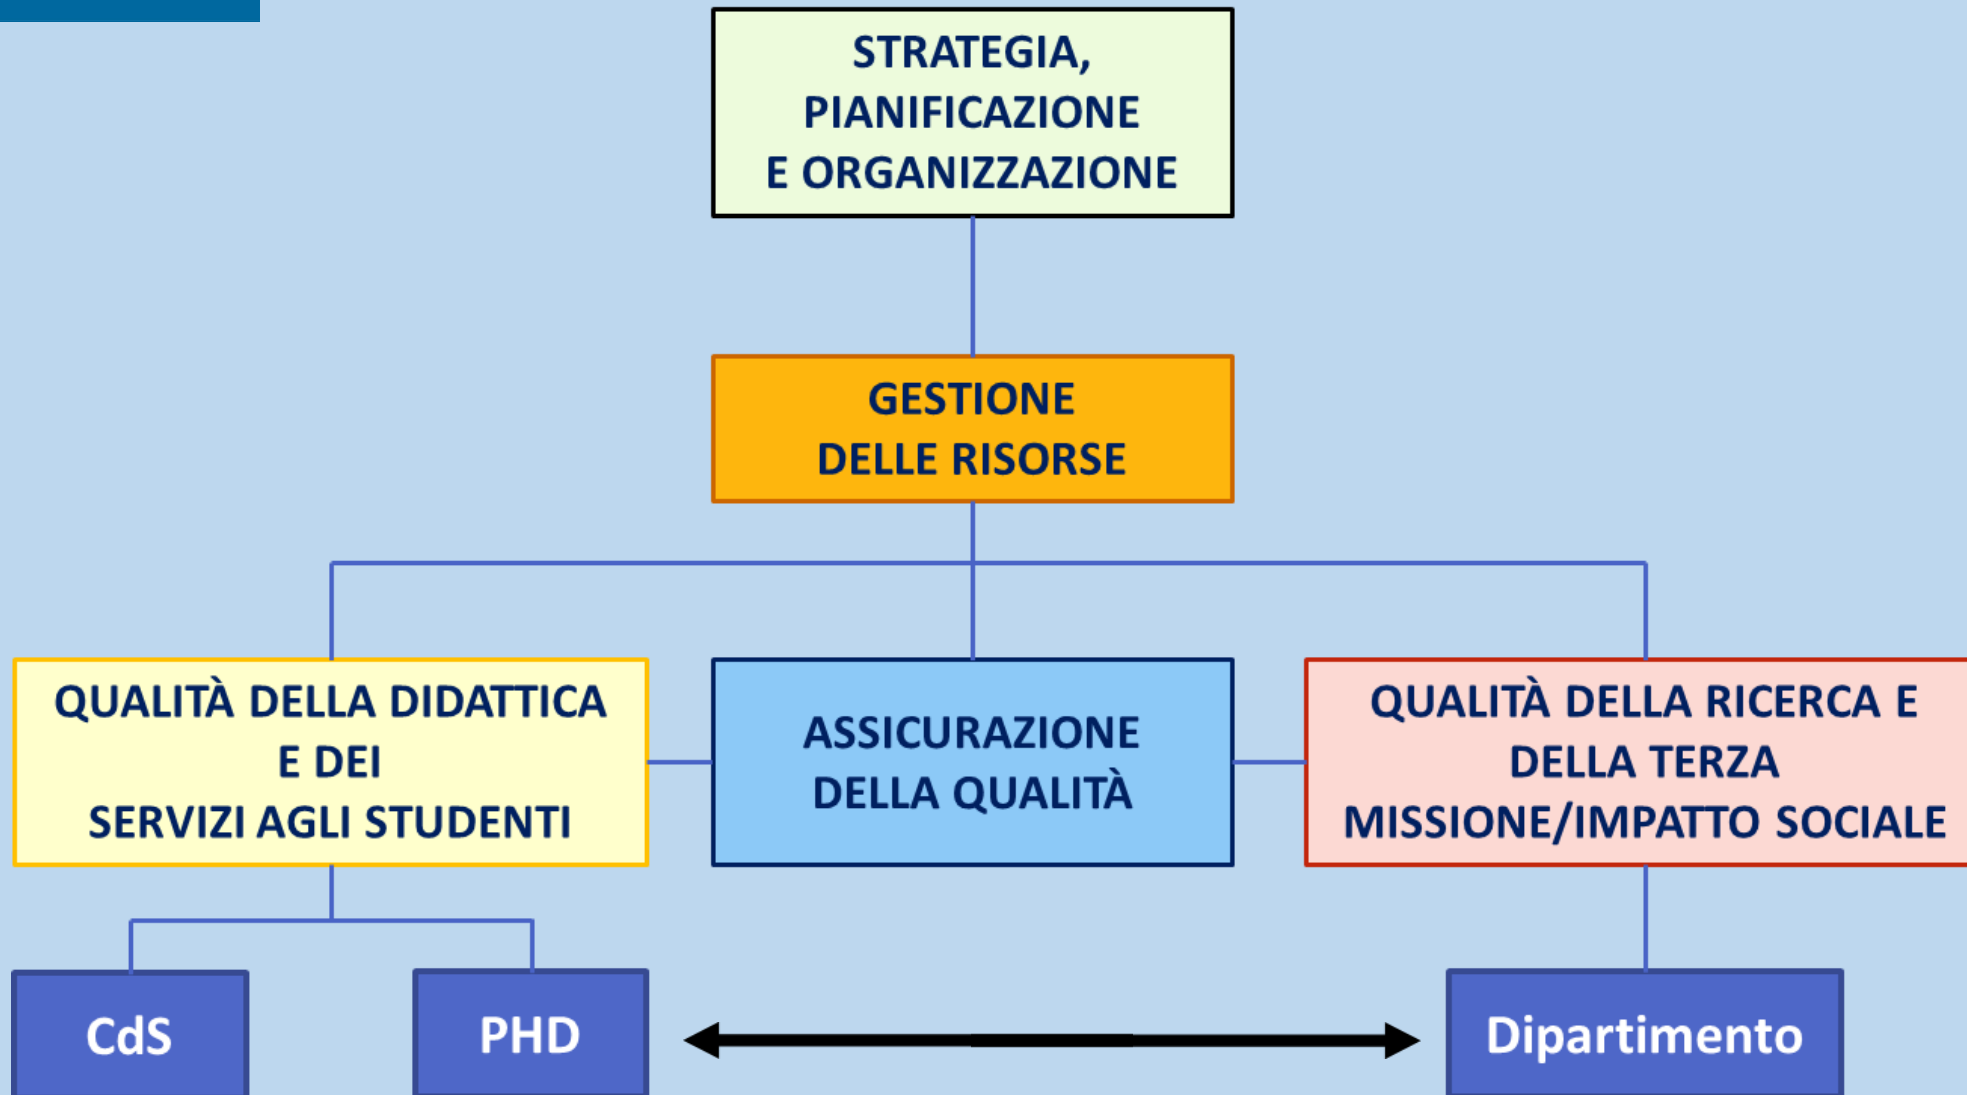 STRATEGIA,
PIANIFICAZIONE
E ORGANIZZAZIONE
GESTIONE
DELLE RISORSE
QUALITÀ DELLA DIDATTICA
E DEI
SERVIZI AGLI STUDENTI
ASSICURAZIONE
DELLA QUALITÀ
QUALITÀ DELLA RICERCA E
DELLA TERZA
MISSIONE/IMPATTO SOCIALE
CdS
PHD
Dipartimento